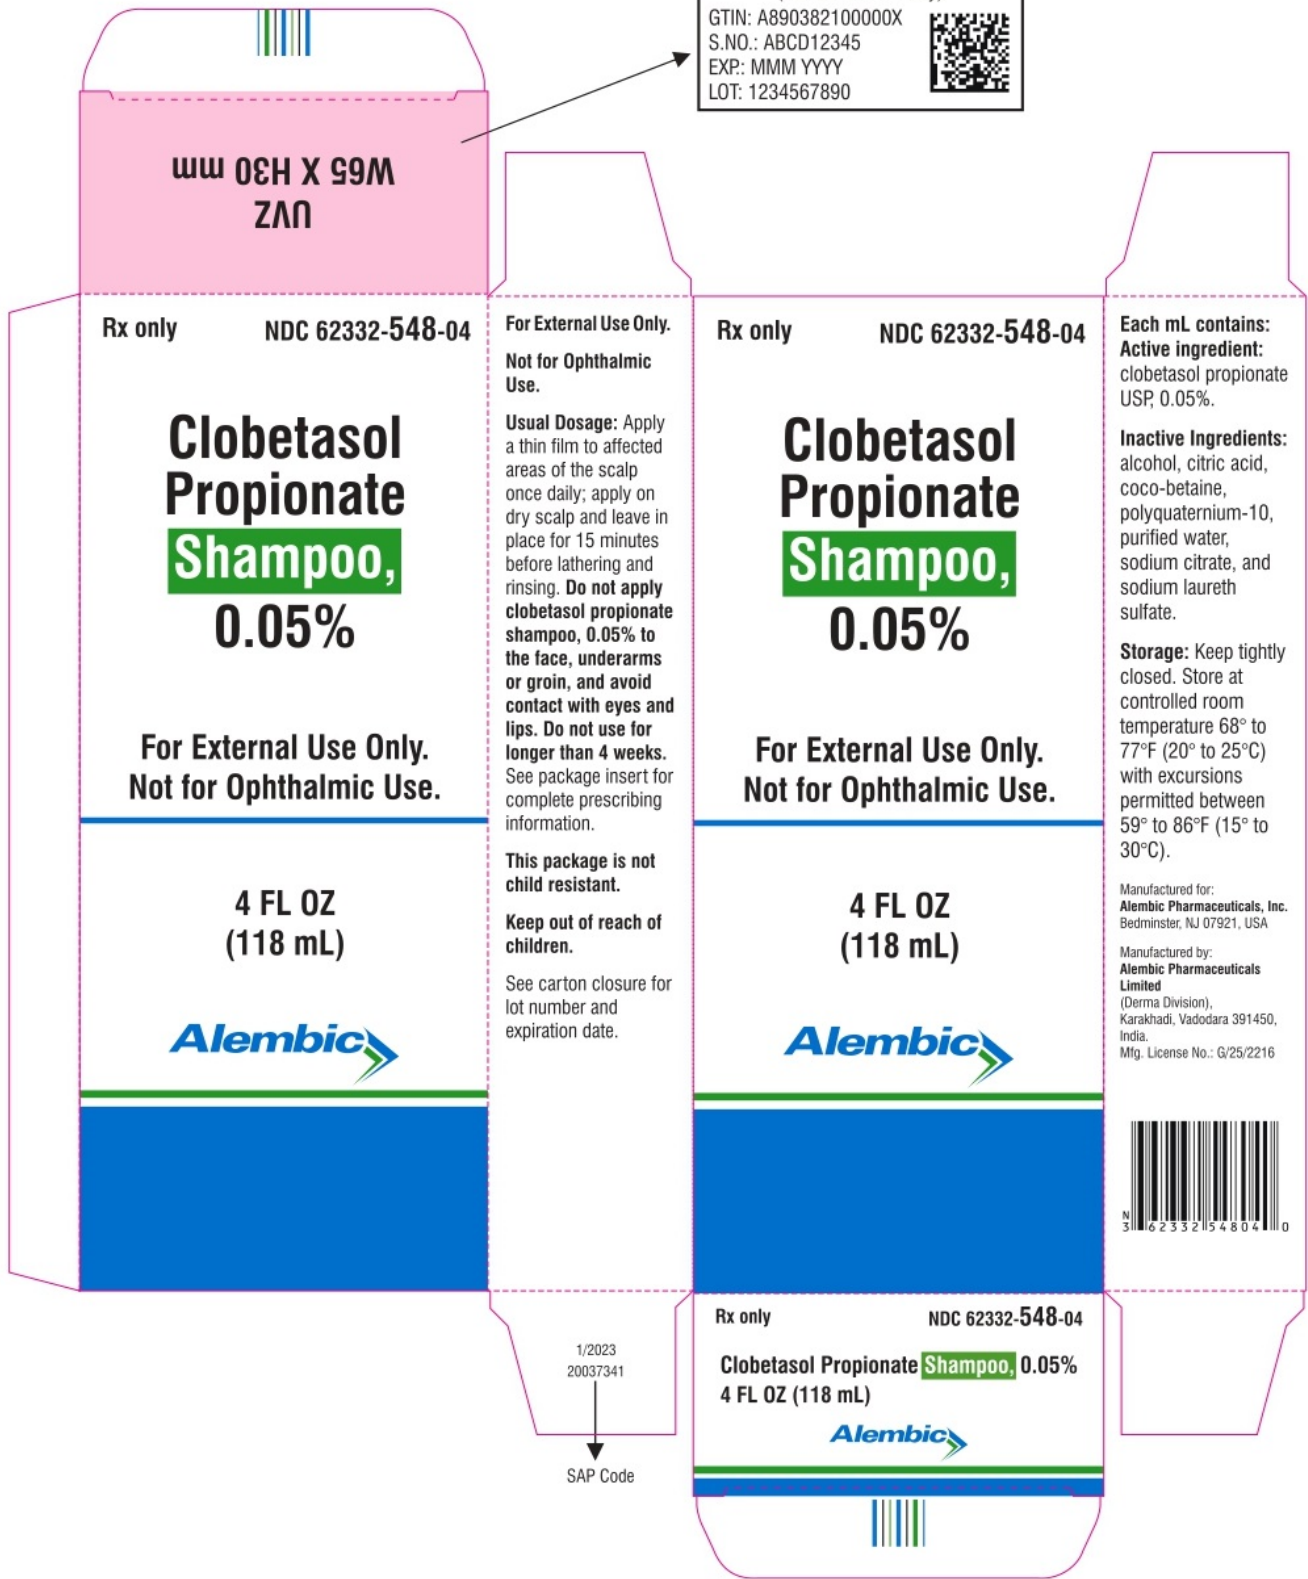 GTIN: A890382100000X
S.NO.: ABCD12345
EXP.: MMM YYYY
LOT: 1234567890
UVZ
W65 X H30 mm
Rx only
NDC 62332-548-04
Clobetasol
Propionate
Shampoo,
0.05%
For External Use Only.
Not for Ophthalmic Use.
4 FL OZ
(118 mL)
Alembic
For External Use Only.
Not for Ophthalmic
Use.
Usual Dosage: Apply
a thin film to affected
areas of the scalp
once daily; apply on
dry scalp and leave in
place for 15 minutes
before lathering and
rinsing. Do not apply
clobetasol propionate
shampoo, 0.05% to
the face, underarms
or groin, and avoid
contact with eyes and
lips. Do not use for
longer than 4 weeks.
See package insert for
complete prescribing
information.
This package is not
child resistant.
Keep out of reach of
children.
See carton closure for
lot number and
expiration date.
1/2023
20037341
SAP Code
Rx only
NDC 62332-548-04
Clobetasol
Propionate
Shampoo,
0.05%
For External Use Only.
Not for Ophthalmic Use.
4 FL OZ
(118 mL)
Alembic
Rx only
NDC 62332-548-04
Clobetasol Propionate Shampoo, 0.05%
4 FL OZ (118 mL)
Alembic
Each mL contains:
Active ingredient:
clobetasol propionate
USP, 0.05%.
Inactive Ingredients:
alcohol, citric acid,
coco-betaine,
polyquaternium-10,
purified water,
sodium citrate, and
sodium laureth
sulfate.
Storage: Keep tightly
closed. Store at
controlled room
temperature 68° to
77°F (20° to 25°C)
with excursions
permitted between
59° to 86°F (15° to
30°C).
Manufactured for:
Alembic Pharmaceuticals, Inc.
Bedminster, NJ 07921, USA
Manufactured by:
Alembic Pharmaceuticals
Limited
(Derma Division),
Karakhadi, Vadodara 391450,
India.
Mfg. License No.: G/25/2216
N
3 62332 54804 0